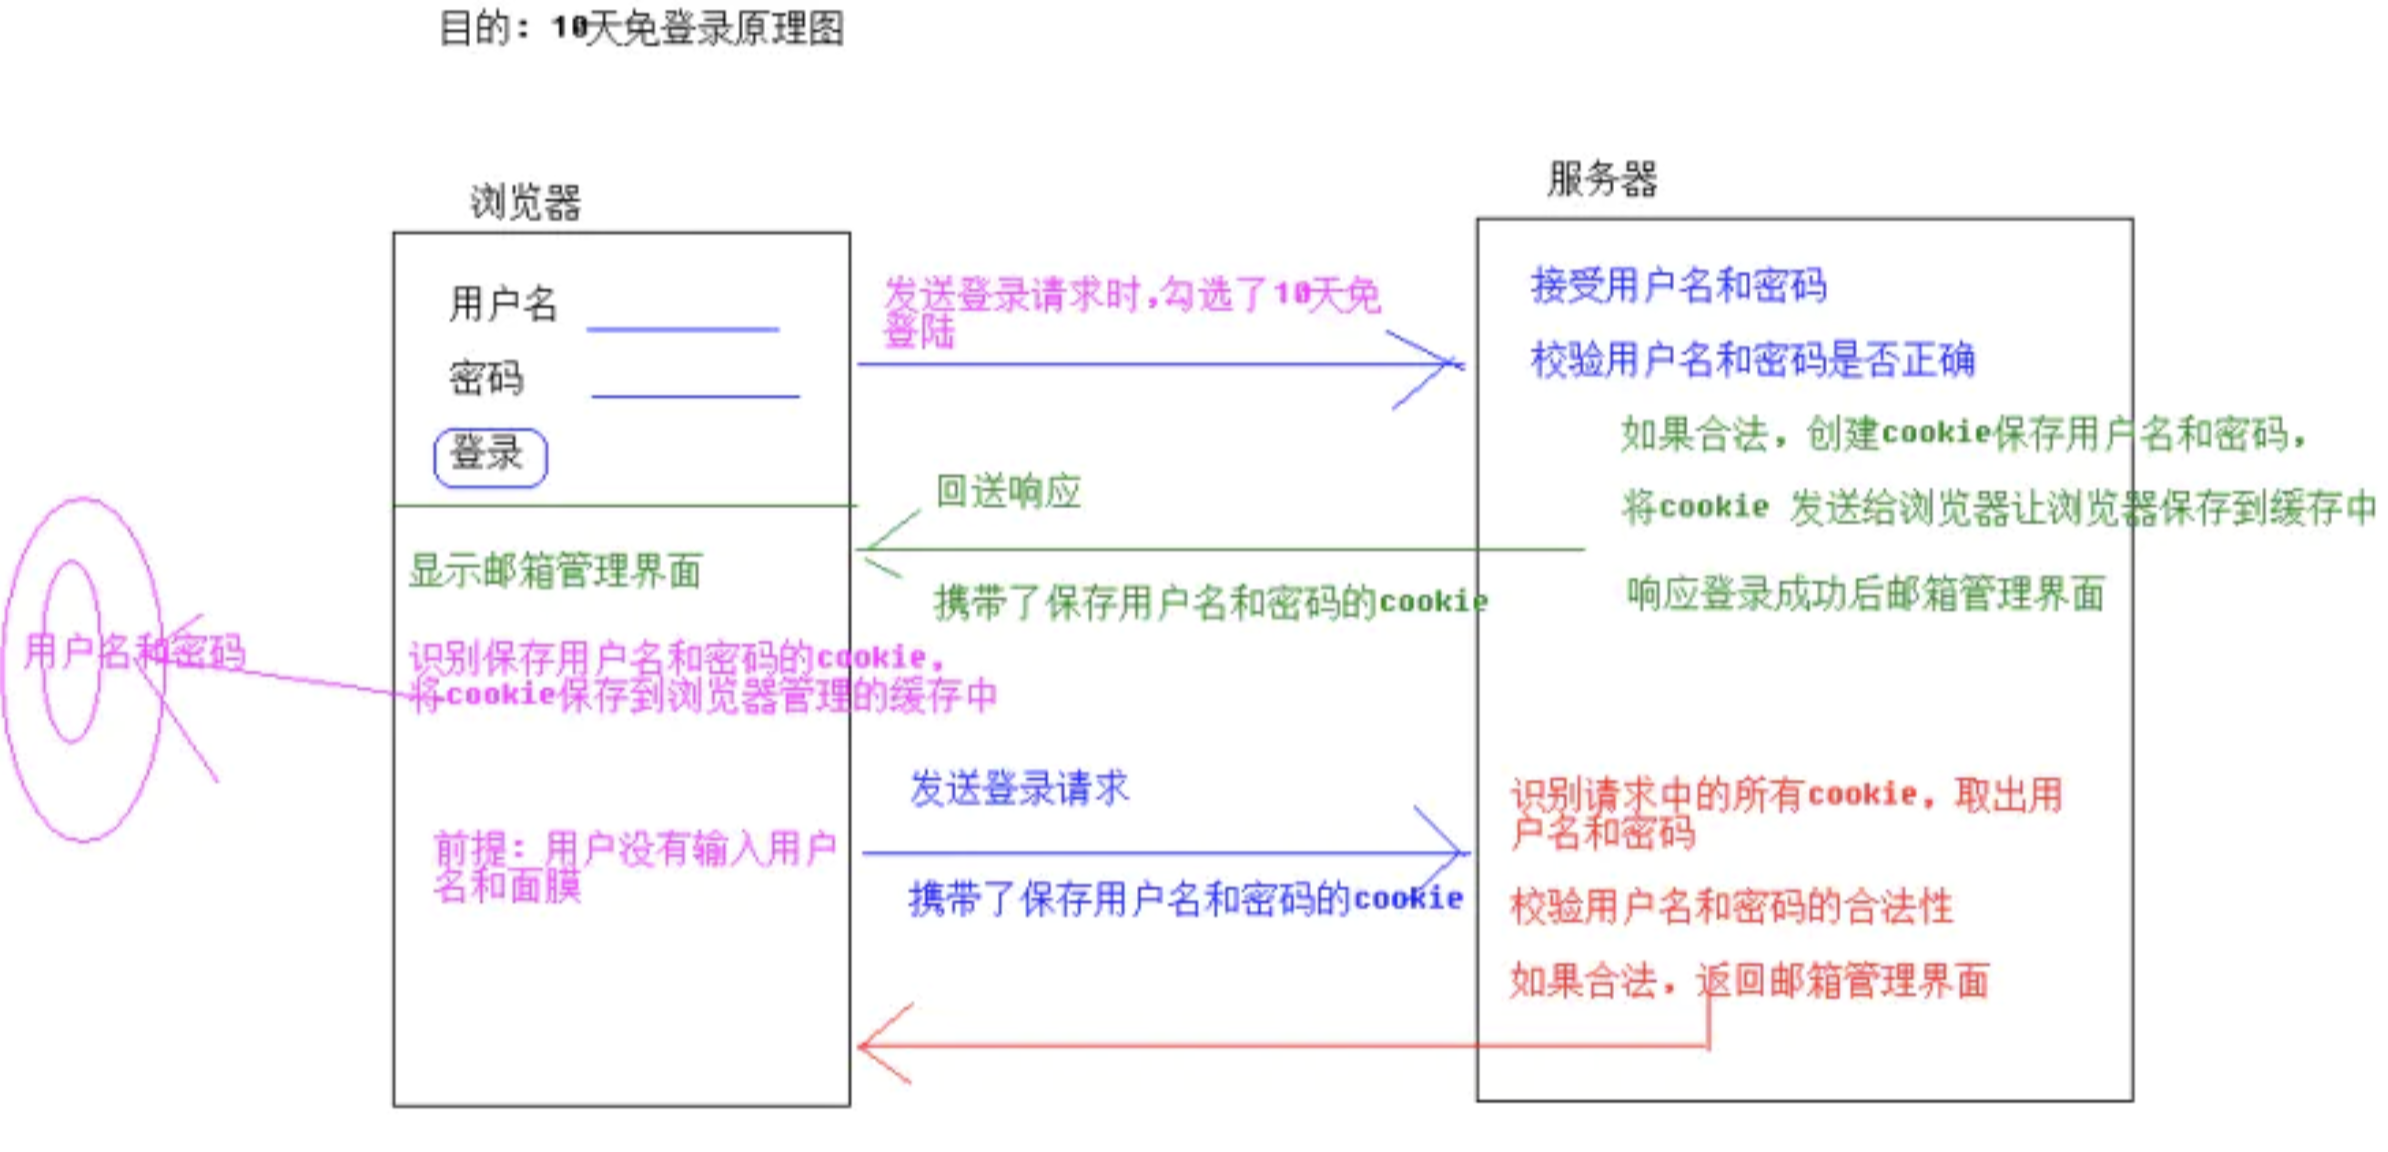 目的：10天免登录原理图
浏览器
服务器
用户名
密码
登录
发送登录请求时,勾选了10天免
登陆
接受用户名和密码
校验用户名和密码是否正确
如果合法，创建cookie保存用户名和密码，
将cookie 发送给浏览器让浏览器保存到缓存中
响应登录成功后邮箱管理界面
回送响应
携带了保存用户名和密码的cookie
显示邮箱管理界面
识别保存用户名和密码的cookie，
将cookie保存到浏览器管理的缓存中
用户名和密码
前提：用户没有输入用户
名和面膜
发送登录请求
携带了保存用户名和密码的cookie
识别请求中的所有cookie，取出用
户名和密码
校验用户名和密码的合法性
如果合法，返回邮箱管理界面